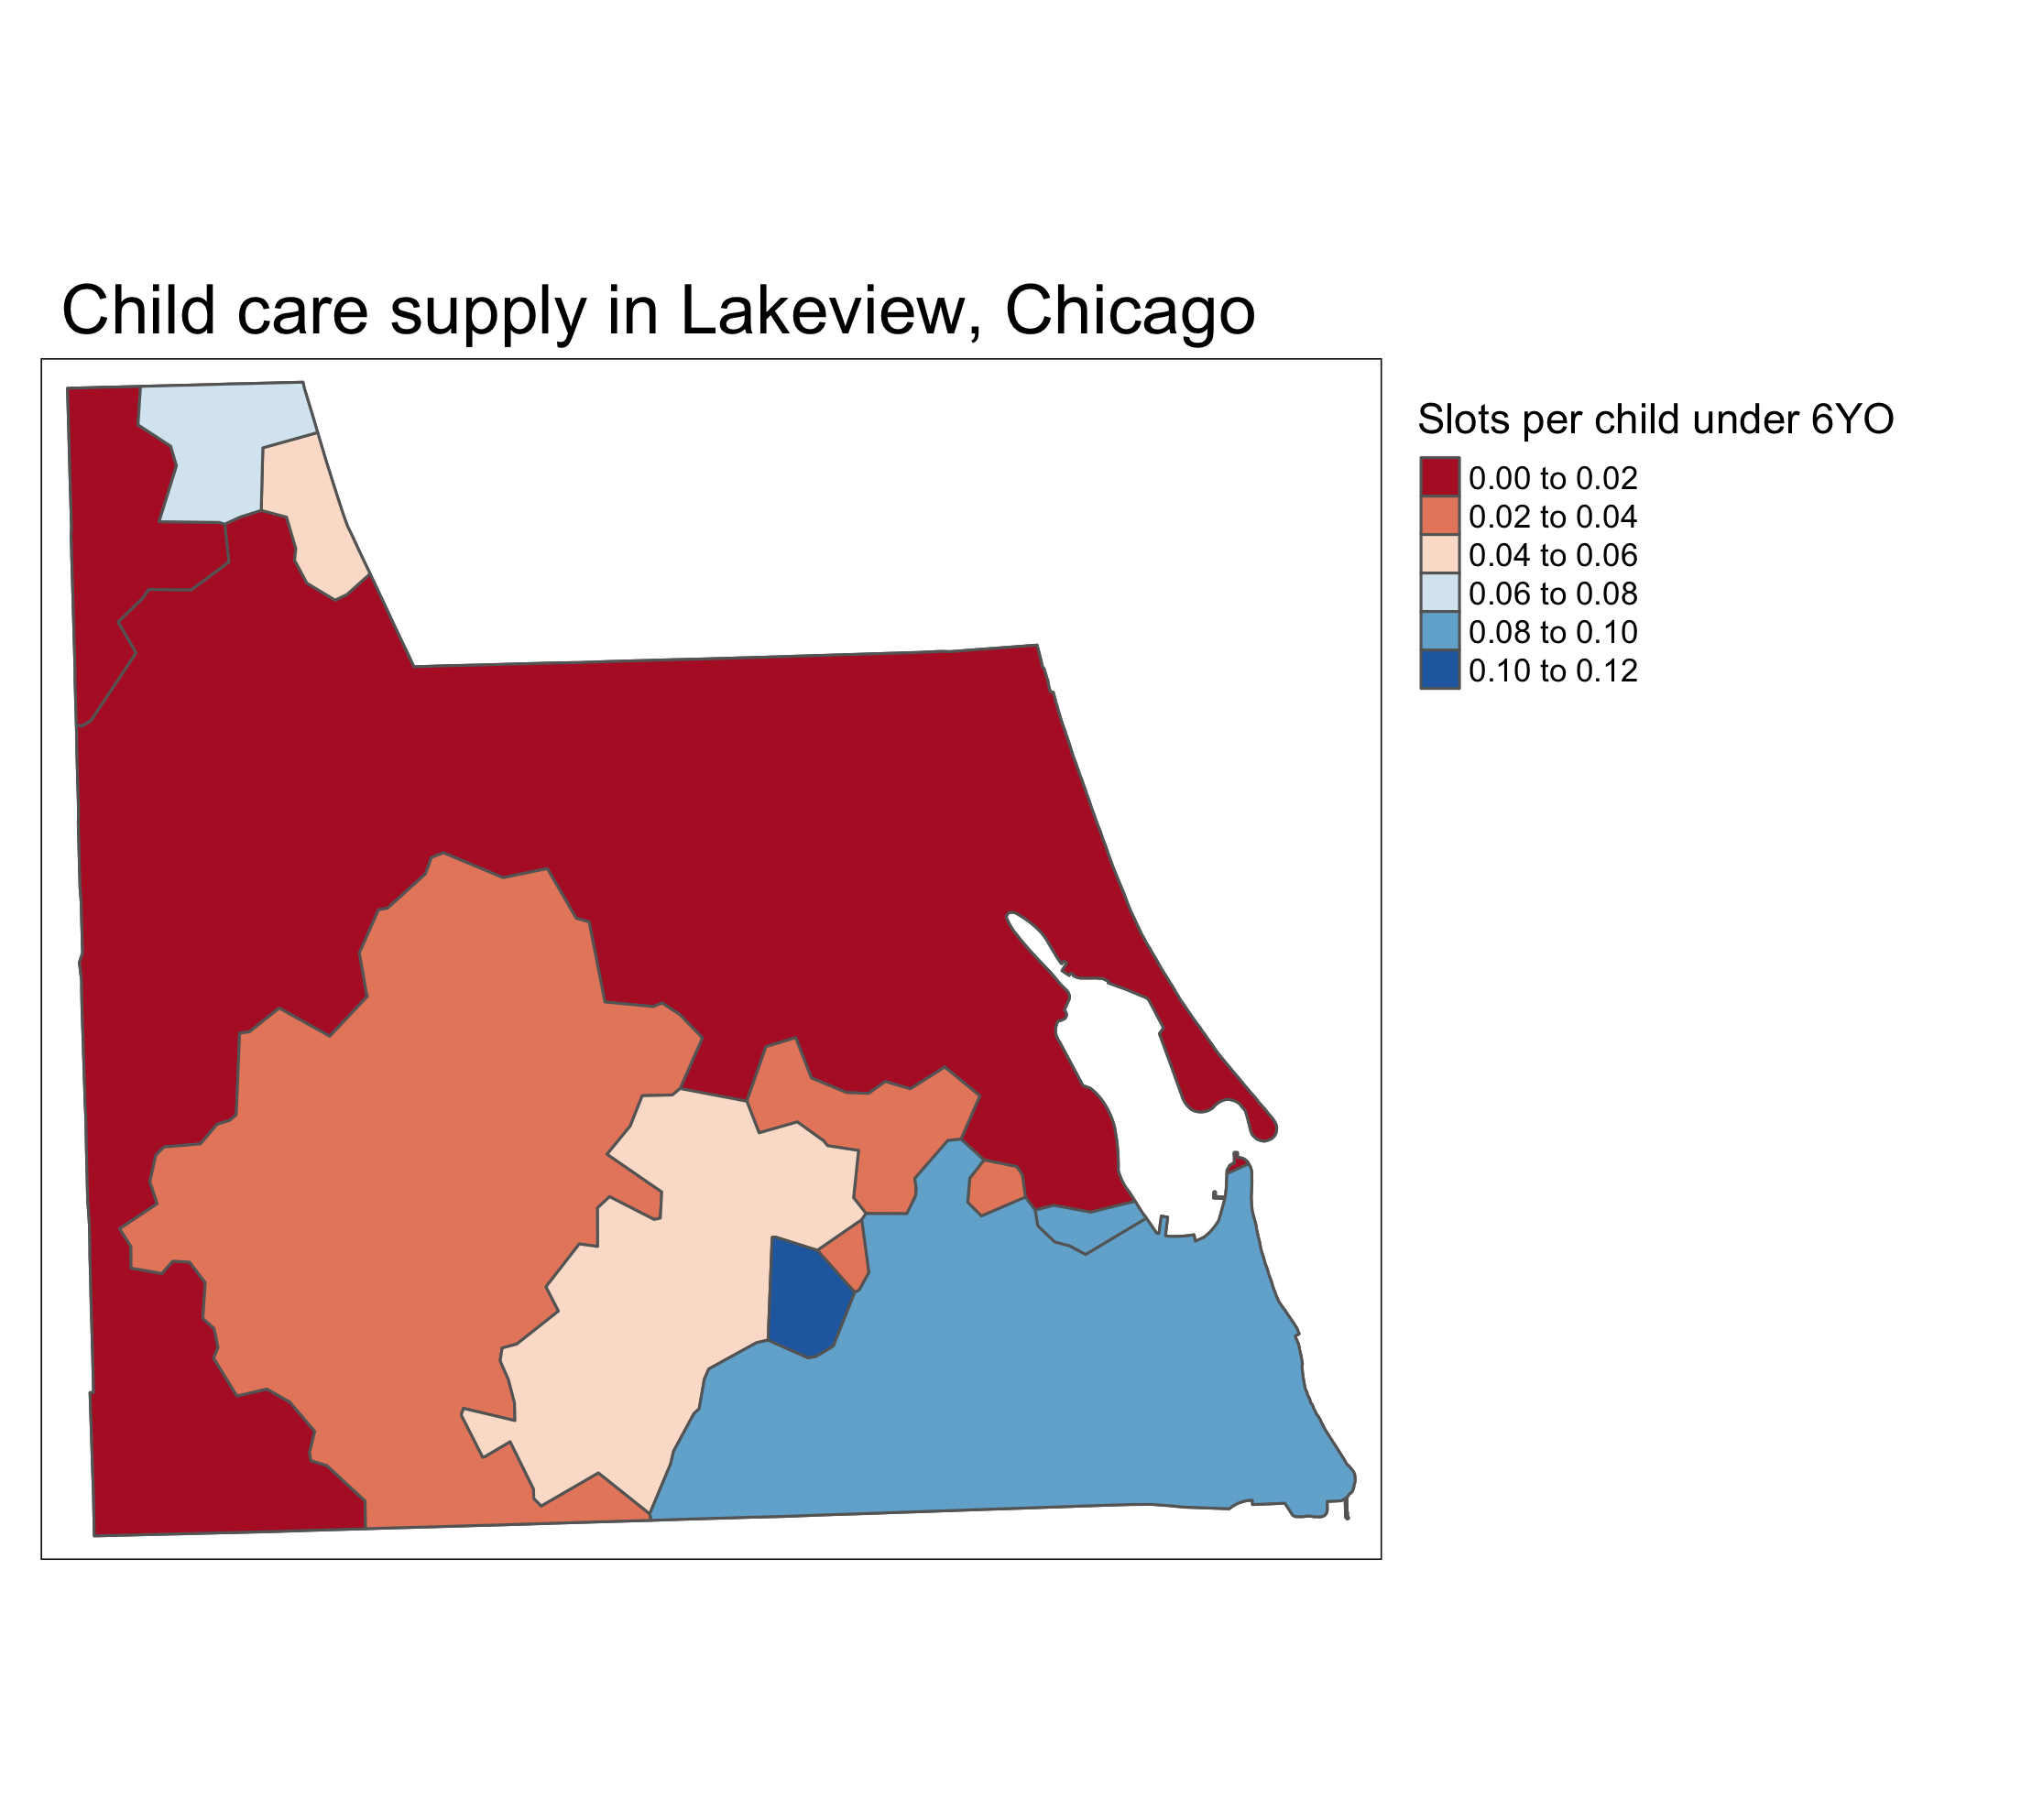 Child care supply in Lakeview, Chicago
Slots per child under 6YO
0.00 to 0.02
0.02 to 0.04
0.04 to 0.06
0.06 to 0.08
0.08 to 0.10
0.10 to 0.12